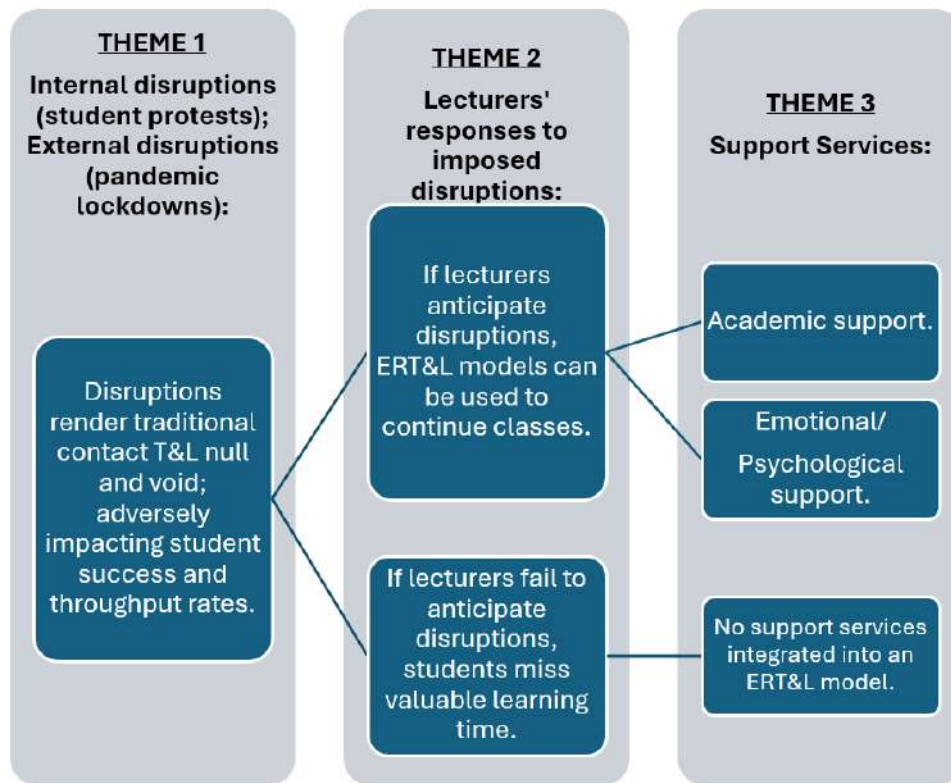 THEME 1
Internal disruptions
(student protests);
External disruptions
(pandemic
lockdowns):
Disruptions
render traditional
contact T&L null
and void;
adversely
impacting student
success and
throughput rates.
THEME 2
Lecturers'
responses to
imposed
disruptions:
If lecturers
anticipate
disruptions,
ERT&L models can
be used to
continue classes.
If lecturers fail to
anticipate
disruptions,
students miss
valuable learning
time.
THEME 3
Support Services:
Academic support.
Emotional/
Psychological
support.
No support services
integrated into an
ERT&L model.